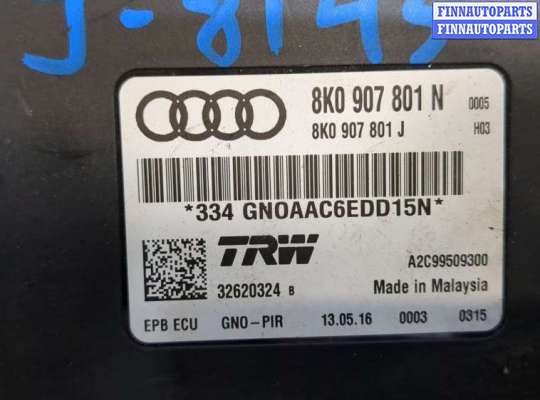 FINNAUTOPARTS
FINNAUTOPARTS
8K0 907 801 N 0005
8K0 907 801 J H03
*334 GNOAAC6EDD15N*
TRW A2C99509300
32620324 B Made in Malaysia
EPB ECU GNO-PIR 13.05.16 0003 0315